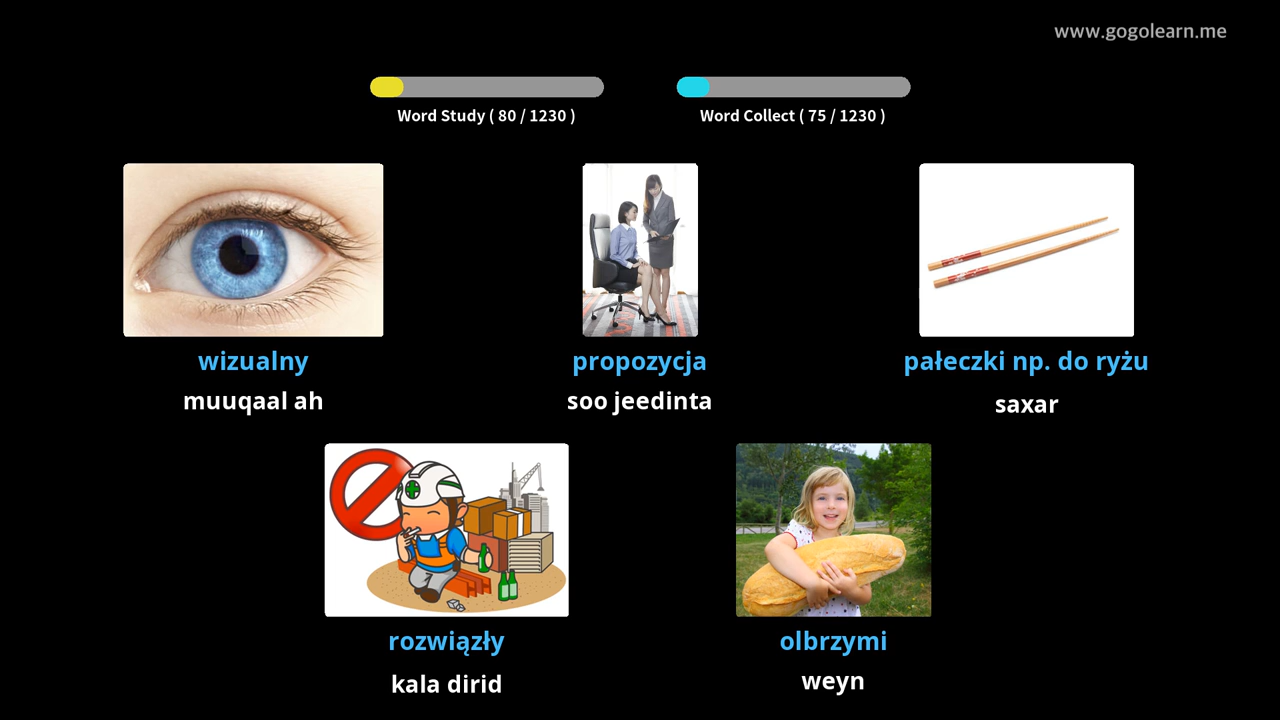 www.gogolearn.me
Word Study ( 80 / 1230 )
Word Collect ( 75 / 1230 )
wizualny
muuqaal ah
propozycja
soo jeedinta
pałeczki np. do ryżu
saxar
rozwiązły
kala dirid
olbrzymi
weyn